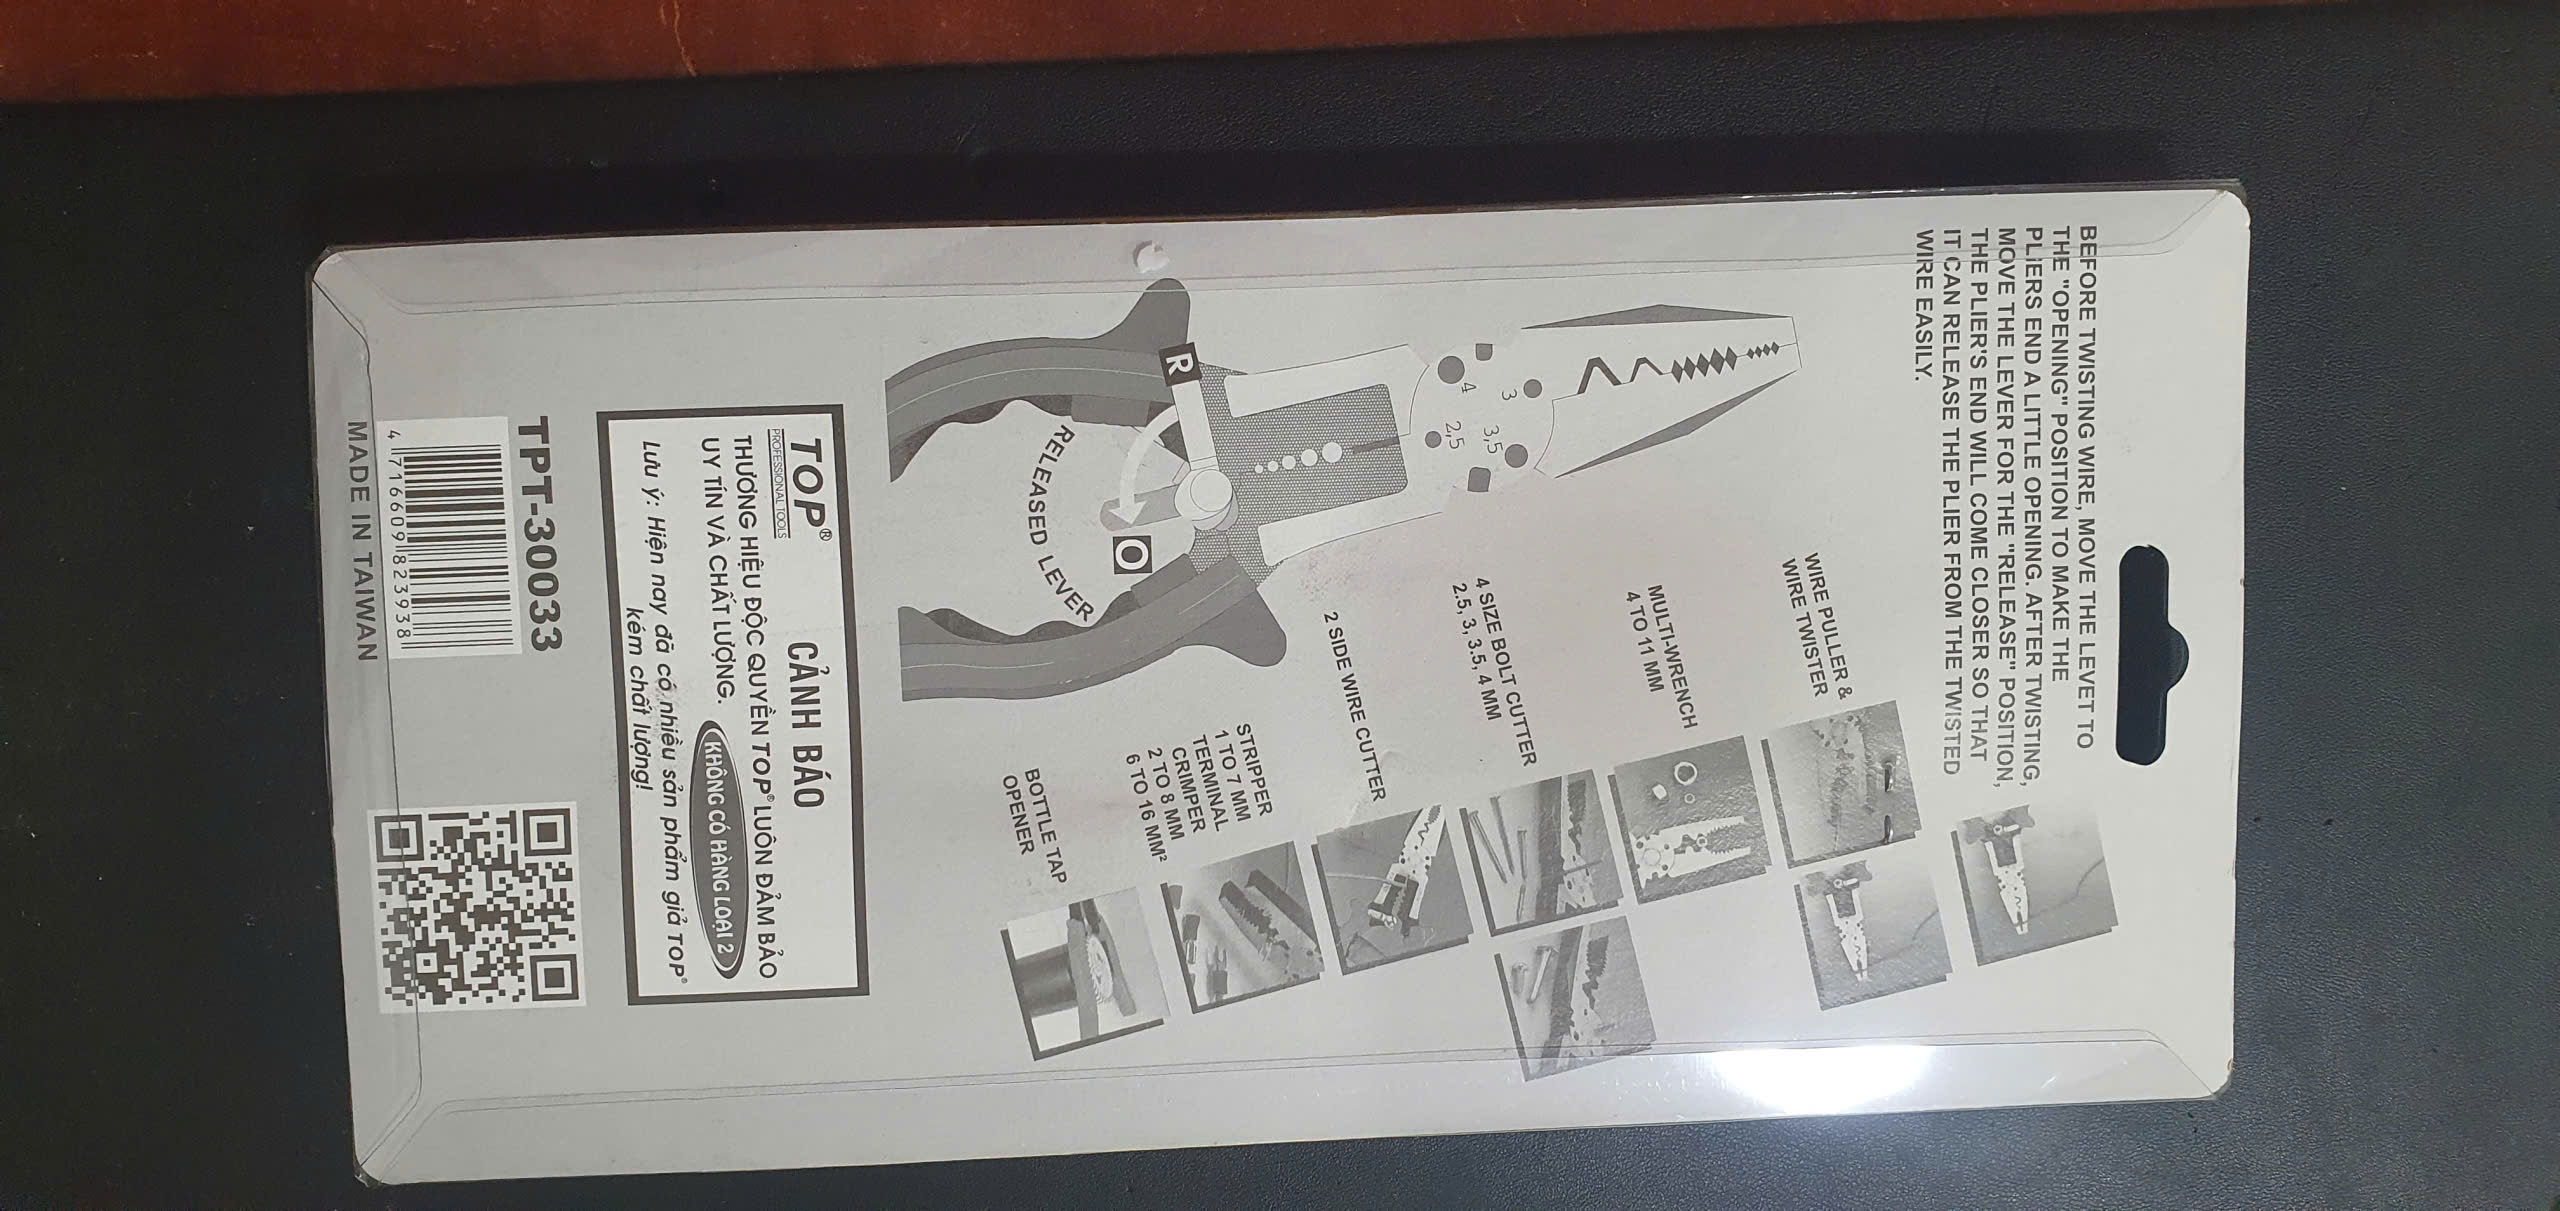 BEFORE TWISTING WIRE, MOVE THE LEVET TO
THE "OPENING" POSITION TO MAKE THE
PLIERS END A LITTLE OPENING. AFTER TWISTING,
MOVE THE LEVER FOR THE "RELEASE" POSITION,
THE PLIER'S END WILL COME CLOSER SO THAT
IT CAN RELEASE THE PLIER FROM THE TWISTED
WIRE EASILY.
WIRE PULLER &
WIRE TWISTER
MULTI-WRENCH
4 TO 11 MM
4 SIZE BOLT CUTTER
2.5, 3, 3.5, 4 MM
2 SIDE WIRE CUTTER
STRIPPER
1 TO 7 MM
TERMINAL
CRIMPER
2 TO 8 MM
6 TO 16 MM²
BOTTLE TAP
OPENER
3
3,5
4
2,5
R
O
RELEASED LEVER
TOP®
PROFESSIONAL TOOLS
CẢNH BÁO
THƯƠNG HIỆU ĐỘC QUYỀN TOP® LUÔN ĐẢM BẢO
UY TÍN VÀ CHẤT LƯỢNG.
KHÔNG CÓ HÀNG LOẠI 2
Lưu ý: Hiện nay đã có nhiều sản phẩm giả TOP®
kém chất lượng!
TPT-30033
4 716609 823938
MADE IN TAIWAN